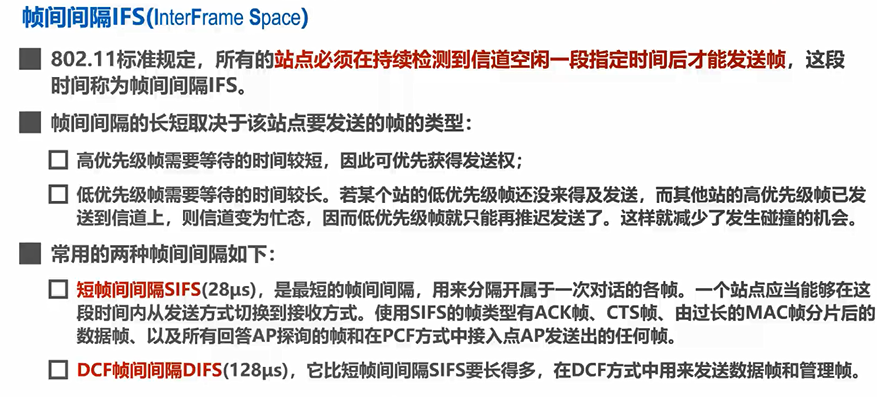 帧间间隔IFS(InterFrame Space)
802.11标准规定，所有的站点必须在持续检测到信道空闲一段指定时间后才能发送帧，这段
时间称为帧间间隔IFS。
帧间间隔的长短取决于该站点要发送的帧的类型：
高优先级帧需要等待的时间较短，因此可优先获得发送权；
低优先级帧需要等待的时间较长。若某个站的低优先级帧还没来得及发送，而其他站的高优先级帧已发
送到信道上，则信道变为忙态，因而低优先级帧就只能再推迟发送了。这样就减少了发生碰撞的机会。
常用的两种帧间间隔如下：
短帧间间隔SIFS(28μs)，是最短的帧间间隔，用来分隔开属于一次对话的各帧。一个站点应当能够在这
段时间内从发送方式切换到接收方式。使用SIFS的帧类型有ACK帧、CTS帧、由过长的MAC帧分片后的
数据帧、以及所有回答AP探询的帧和在PCF方式中接入点AP发送出的任何帧。
DCF帧间间隔DIFS(128μs)，它比短帧间间隔SIFS要长得多，在DCF方式中用来发送数据帧和管理帧。